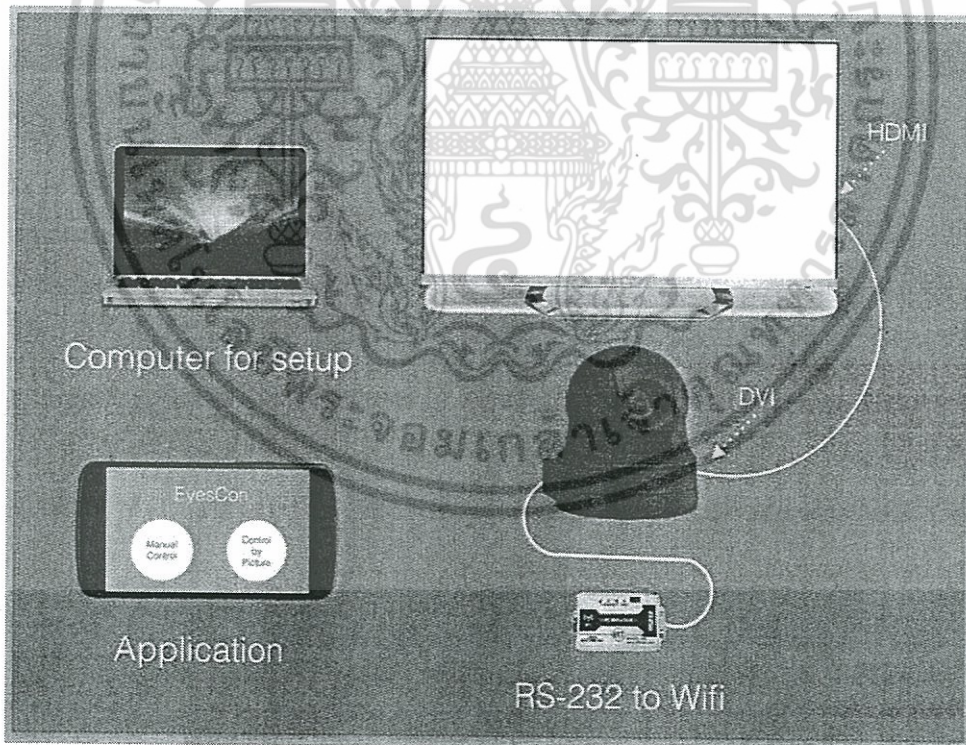 HDMI
Computer for setup
DVI
EyesCon
Manual
Control
Control
by
Picture
Application
RS-232 to Wifi